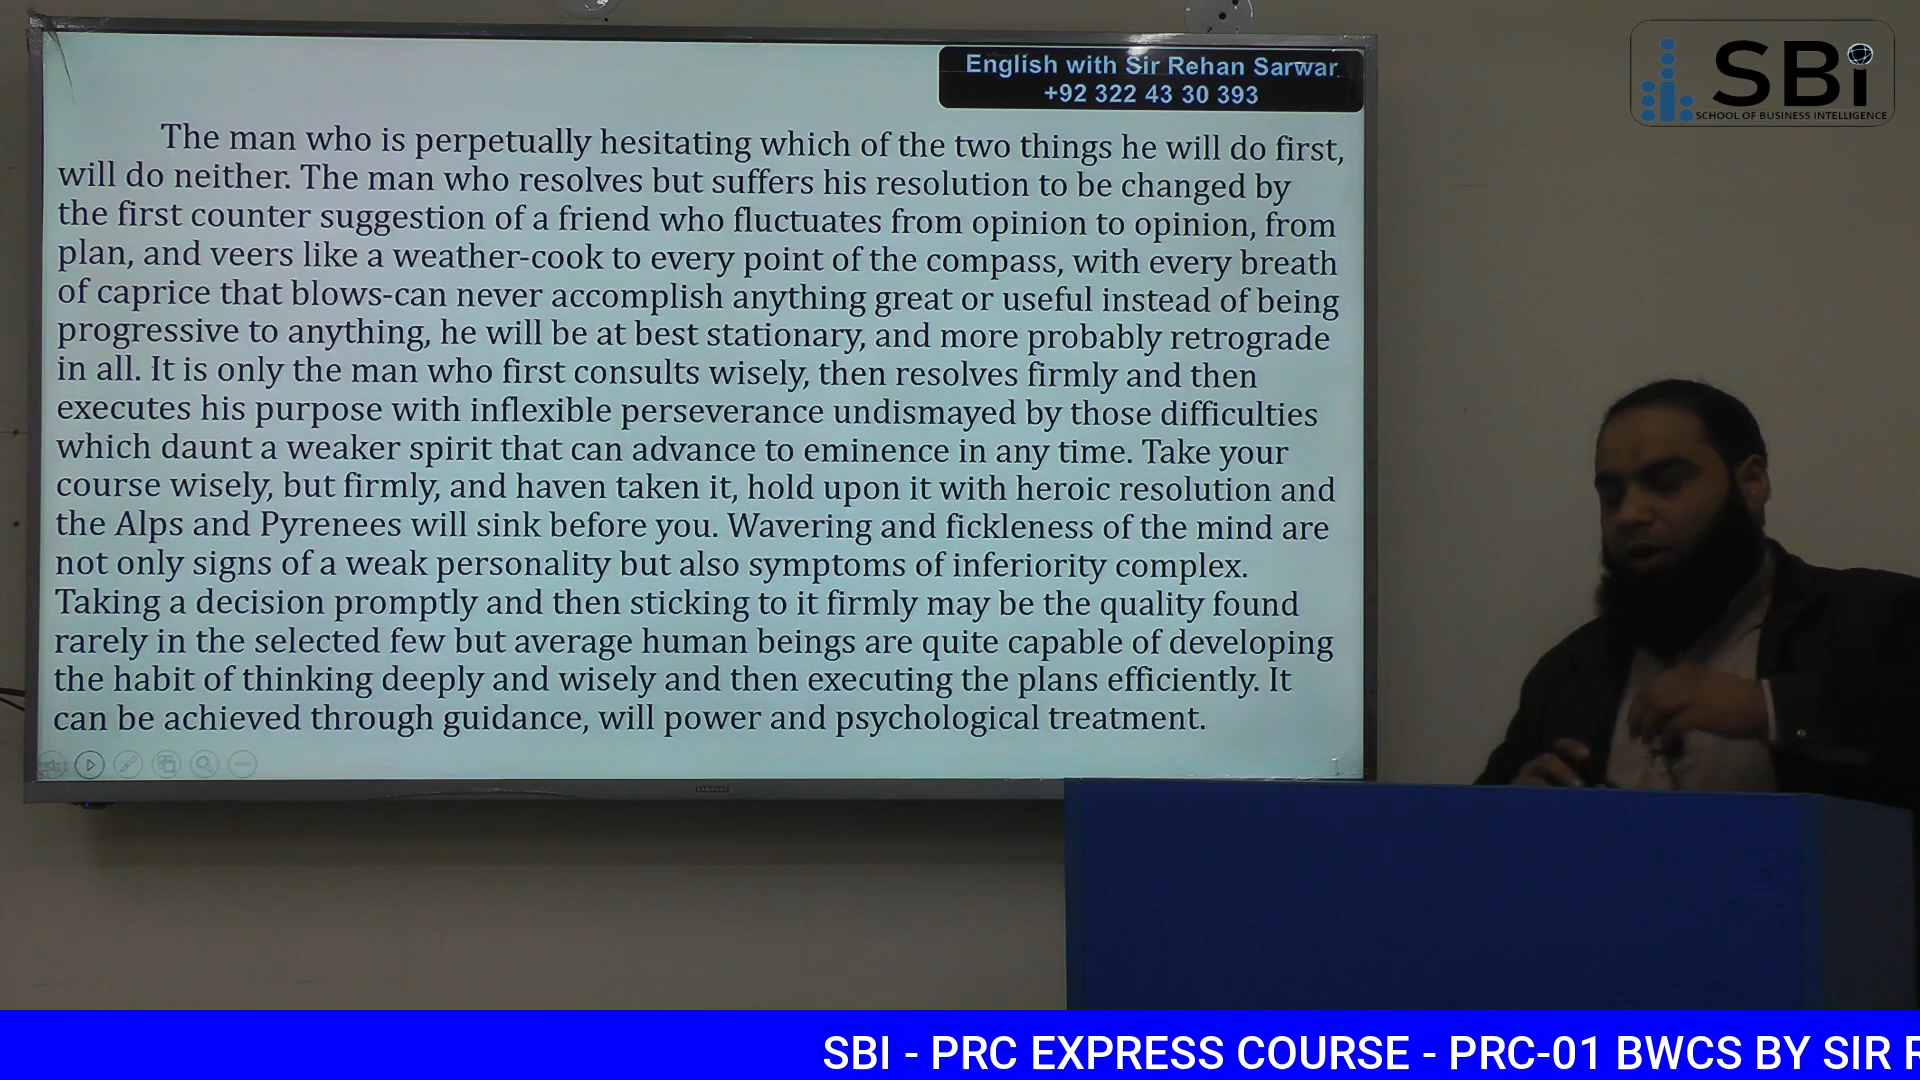 English with Sir Rehan Sarwar
+92 322 43 30 393
SBi
SCHOOL OF BUSINESS INTELLIGENCE
The man who is perpetually hesitating which of the two things he will do first,
will do neither. The man who resolves but suffers his resolution to be changed by
the first counter suggestion of a friend who fluctuates from opinion to opinion, from
plan, and veers like a weather-cook to every point of the compass, with every breath
of caprice that blows-can never accomplish anything great or useful instead of being
progressive to anything, he will be at best stationary, and more probably retrograde
in all. It is only the man who first consults wisely, then resolves firmly and then
executes his purpose with inflexible perseverance undismayed by those difficulties
which daunt a weaker spirit that can advance to eminence in any time. Take your
course wisely, but firmly, and haven taken it, hold upon it with heroic resolution and
the Alps and Pyrenees will sink before you. Wavering and fickleness of the mind are
not only signs of a weak personality but also symptoms of inferiority complex.
Taking a decision promptly and then sticking to it firmly may be the quality found
rarely in the selected few but average human beings are quite capable of developing
the habit of thinking deeply and wisely and then executing the plans efficiently. It
can be achieved through guidance, will power and psychological treatment.
SAMSUNG
SBI - PRC EXPRESS COURSE - PRC-01 BWCS BY SIR